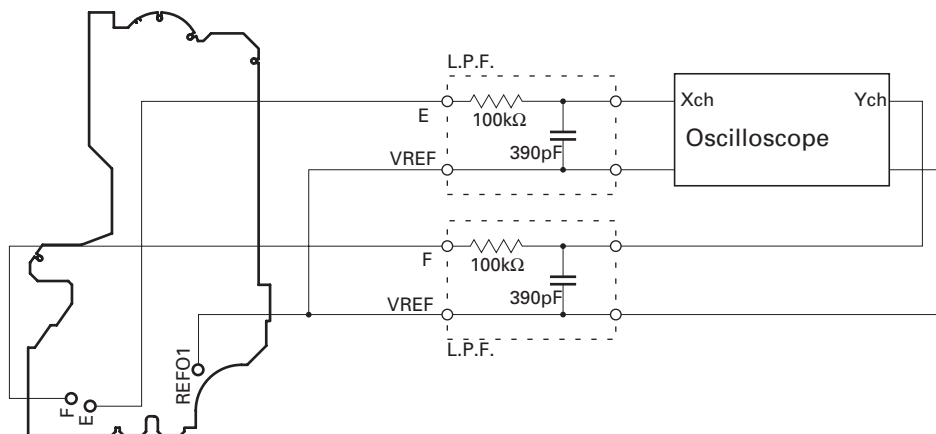 L.P.F.
E
100kΩ
390pF
VREF
Xch
Ych
Oscilloscope
F
100kΩ
390pF
VREF
L.P.F.
REFO1
F
E